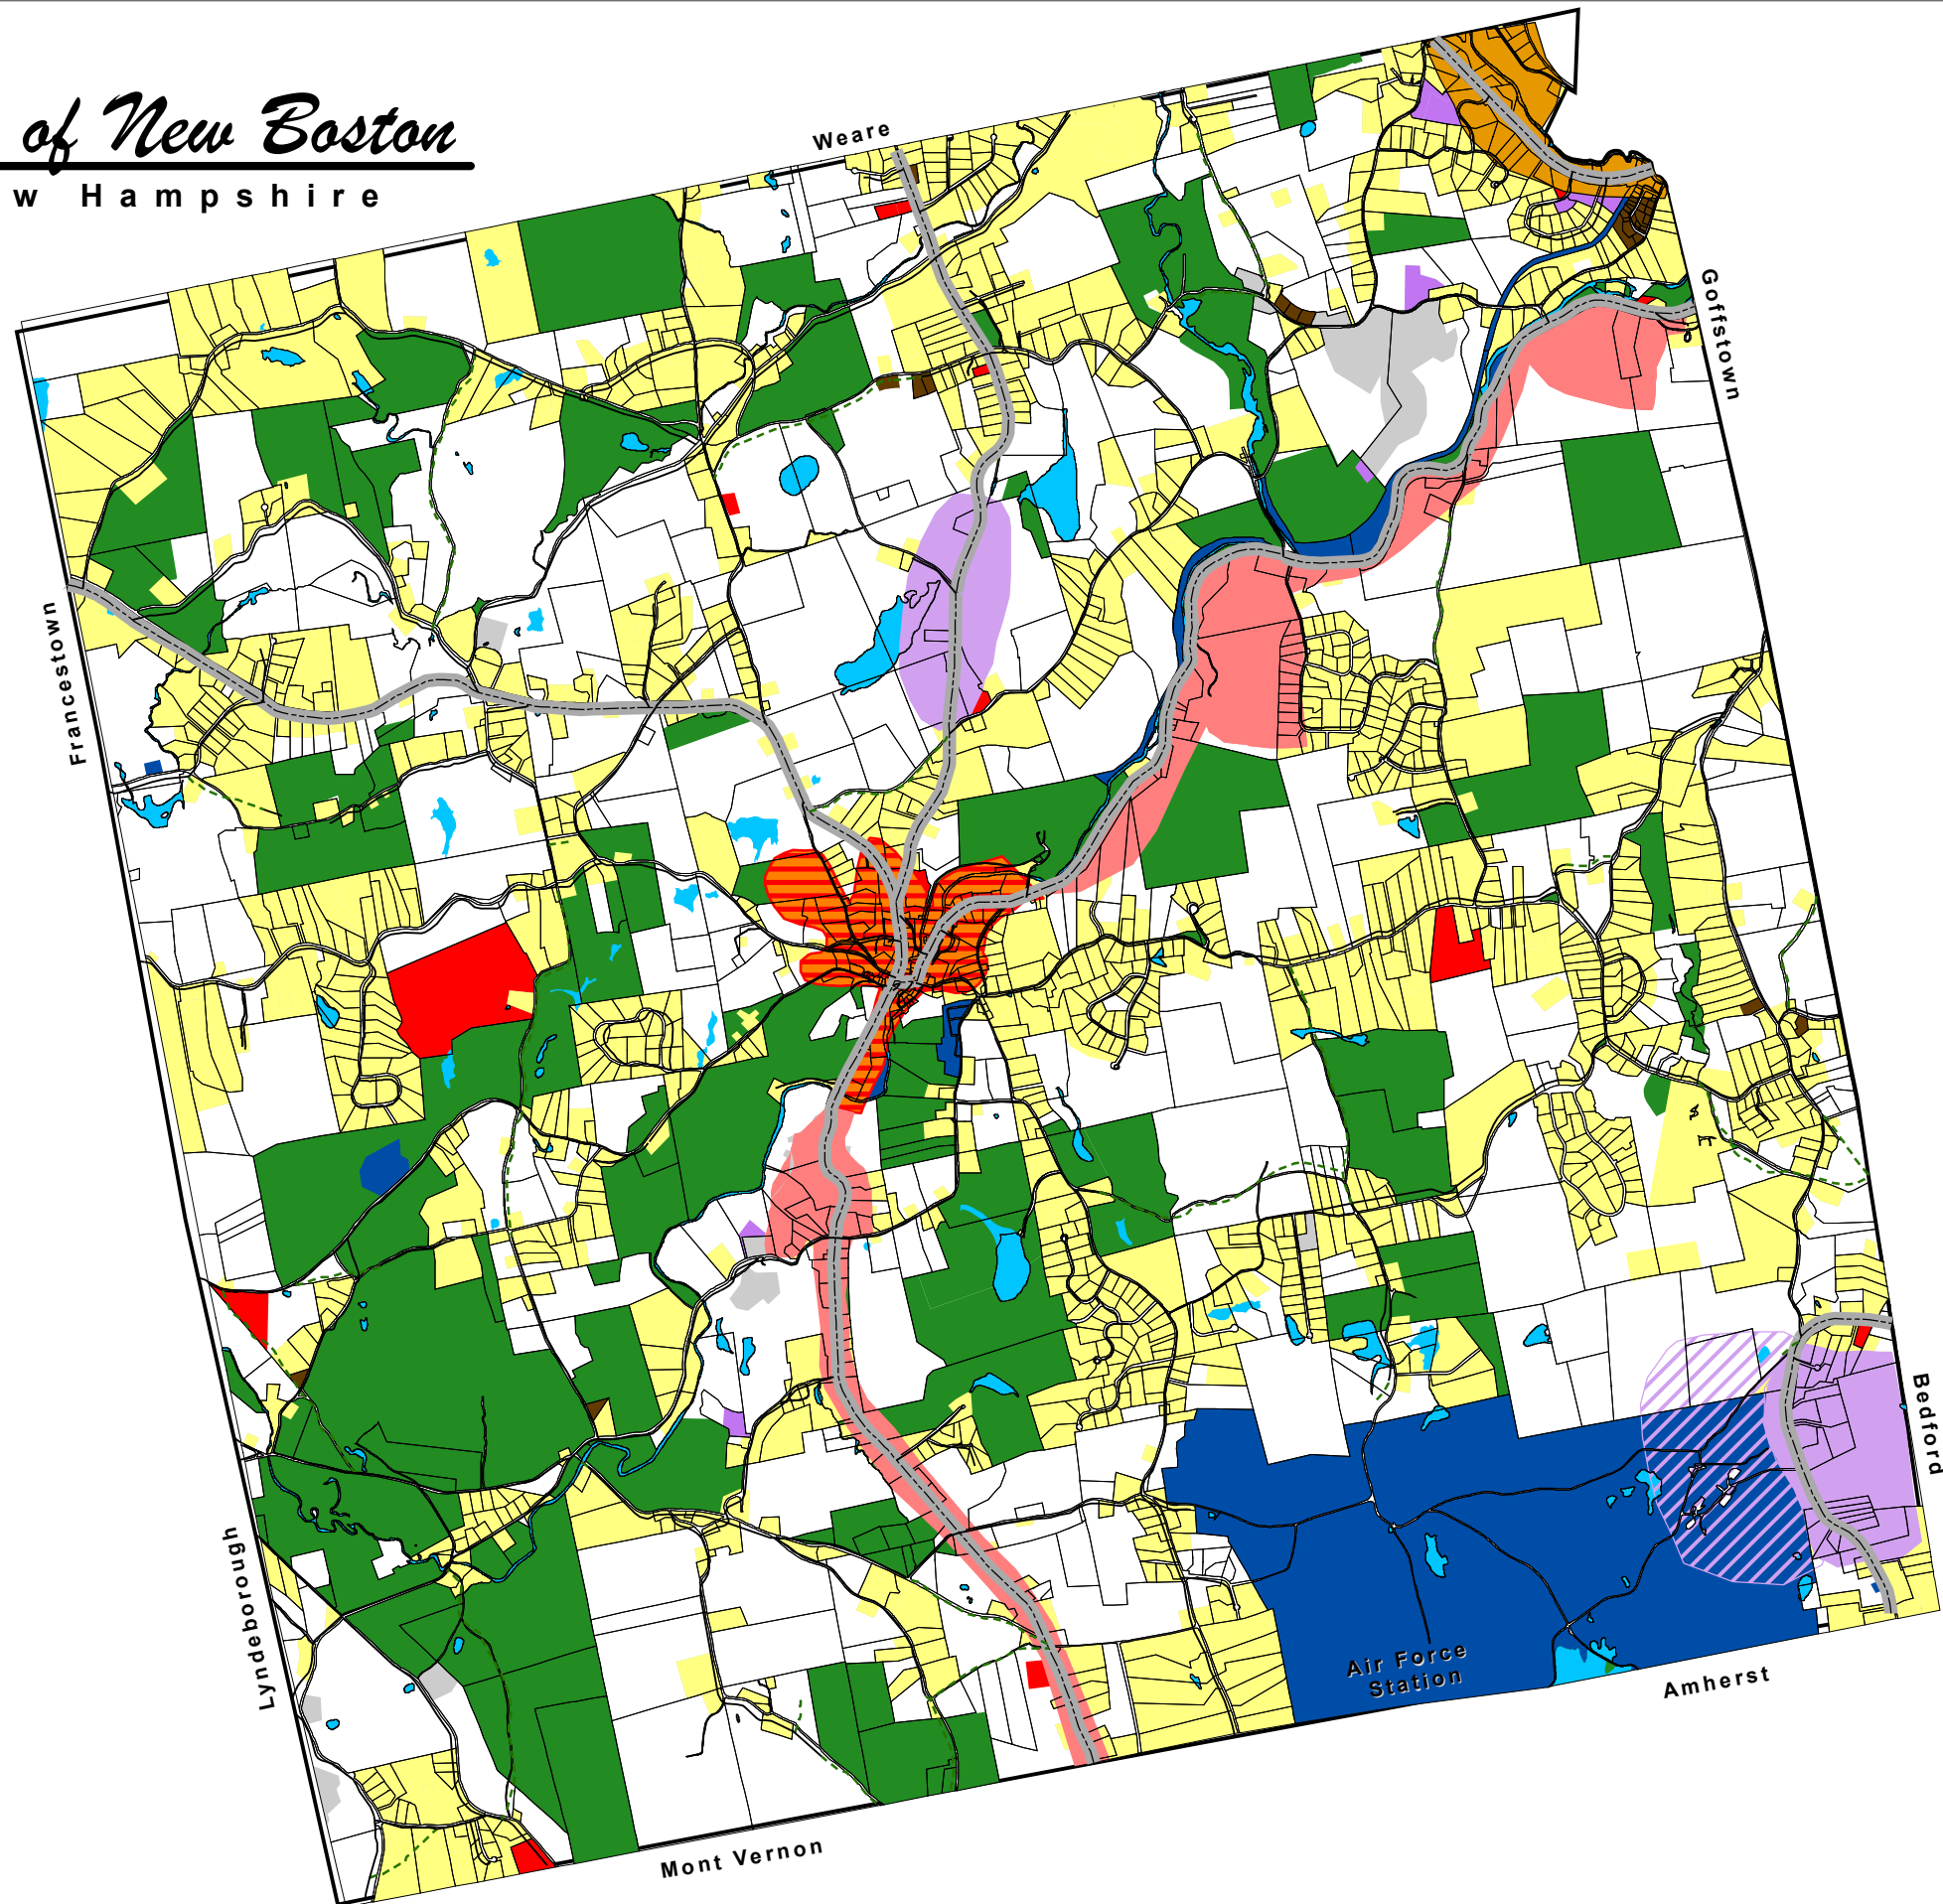 of New Boston
w Hampshire
Weare
Goffstown
Francestown
Bedford
Lyndeborough
Air Force
Station
Amherst
Mont Vernon